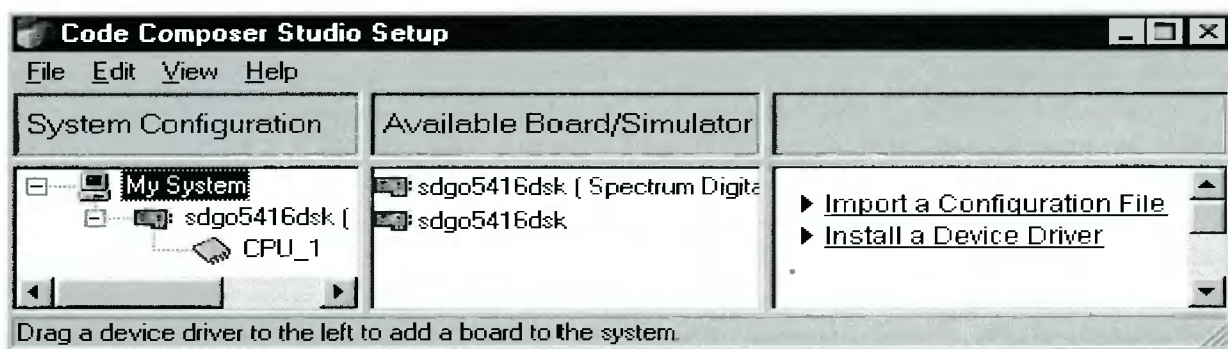 Code Composer Studio Setup
File Edit View Help
System Configuration
Available Board/Simulator
My System
sdgo5416dsk (
CPU_1
sdgo5416dsk ( Spectrum Digita
sdgo5416dsk
Import a Configuration File
Install a Device Driver
Drag a device driver to the left to add a board to the system.